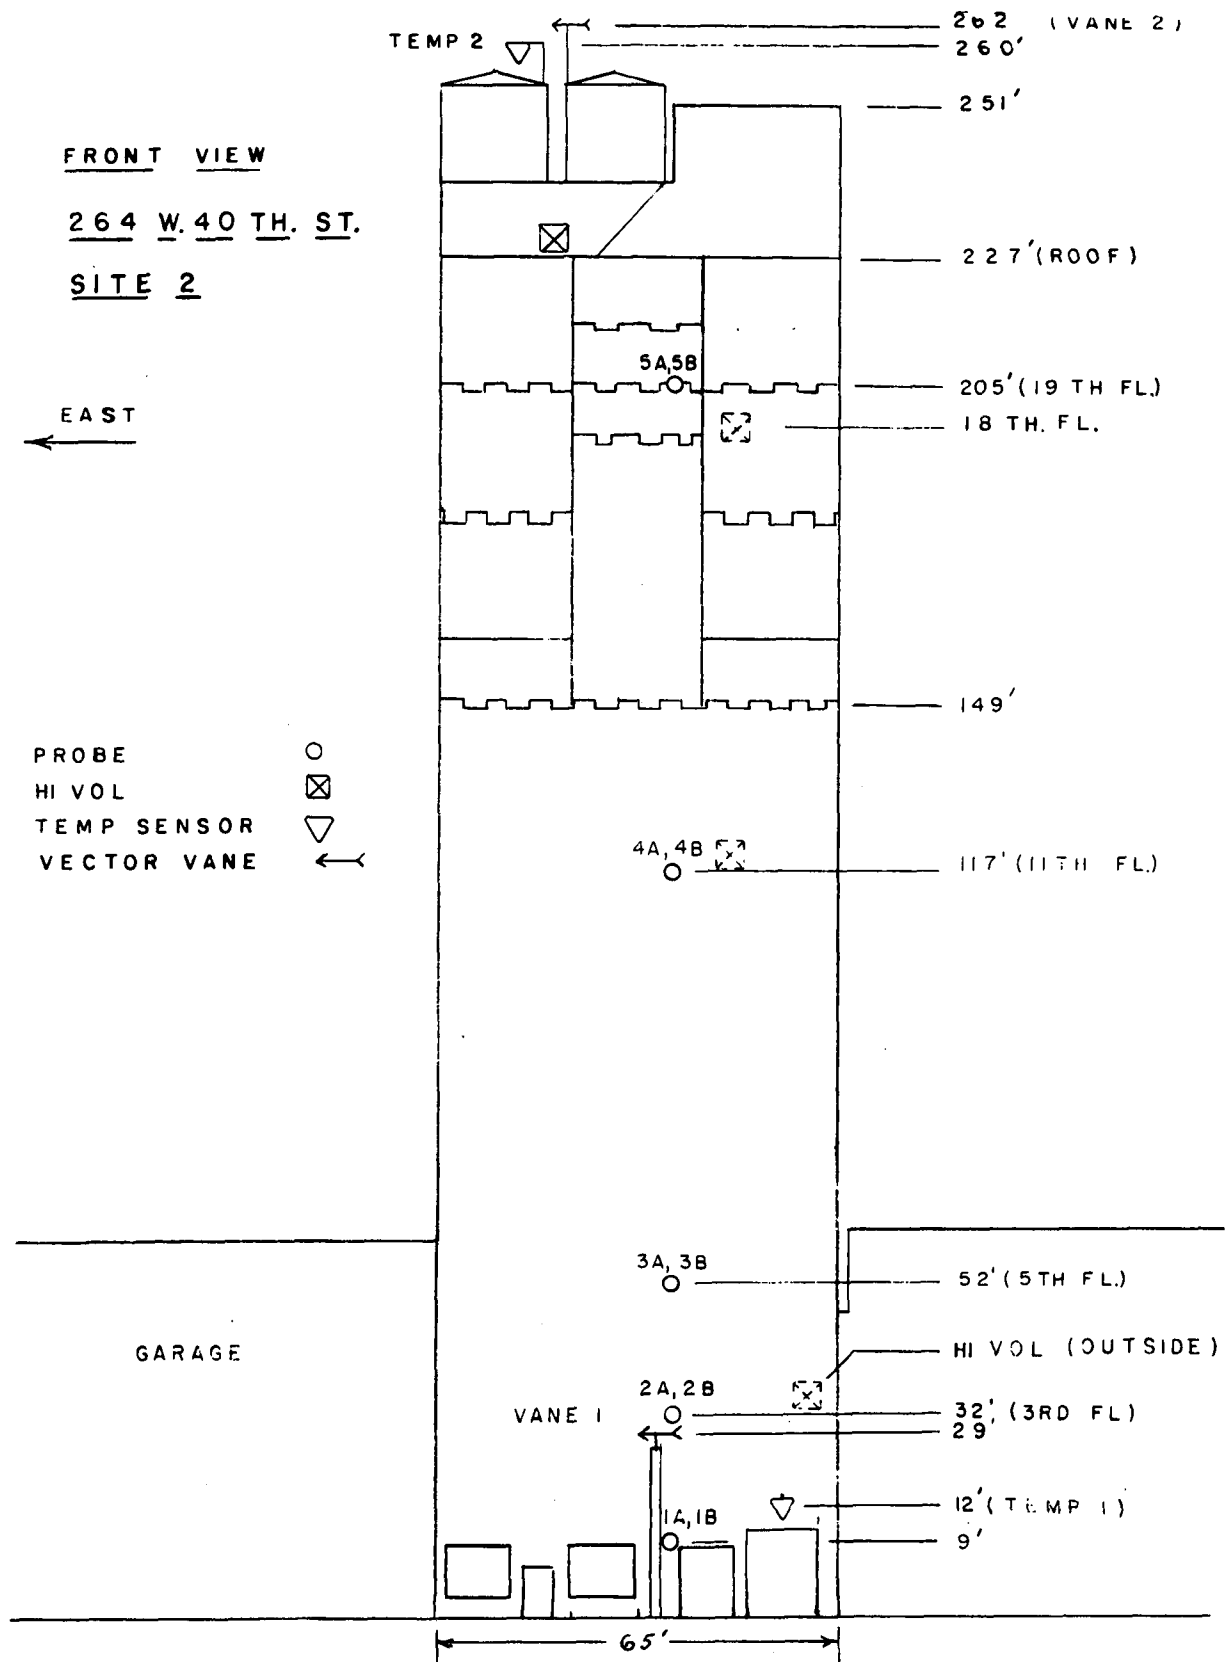 262 (VANE 2)
TEMP 2
260'
251'
FRONT VIEW
264 W. 40 TH. ST.
SITE 2
227' (ROOF)
5A, 5B
205' (19 TH FL.)
EAST
18 TH. FL.
149'
PROBE
HI VOL
TEMP SENSOR
VECTOR VANE
4A, 4B
117' (11TH FL.)
3A, 3B
52' (5TH FL.)
GARAGE
HI VOL (OUTSIDE)
2A, 2B
VANE 1
32' (3RD FL)
29'
12' (TEMP 1)
1A, 1B
9'
65'